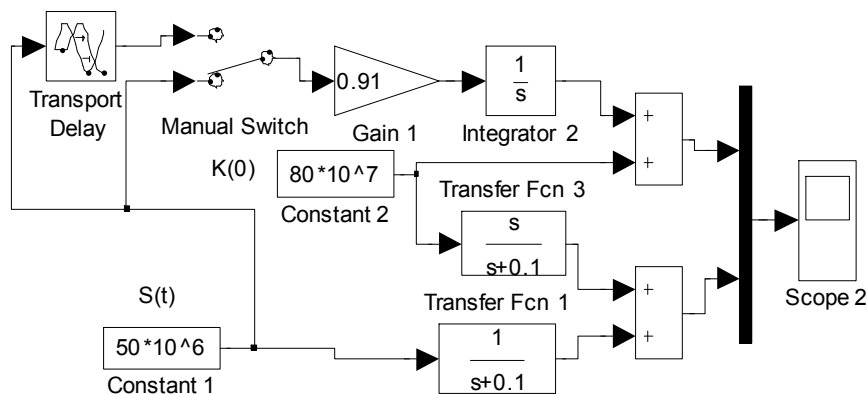 Transport
Delay
Manual Switch
0.91
Gain 1
1
s
Integrator 2
+
+
K(0)
80*10^7
Constant 2
Transfer Fcn 3
s
s+0.1
S(t)
50*10^6
Constant 1
Transfer Fcn 1
1
s+0.1
+
+
Scope 2